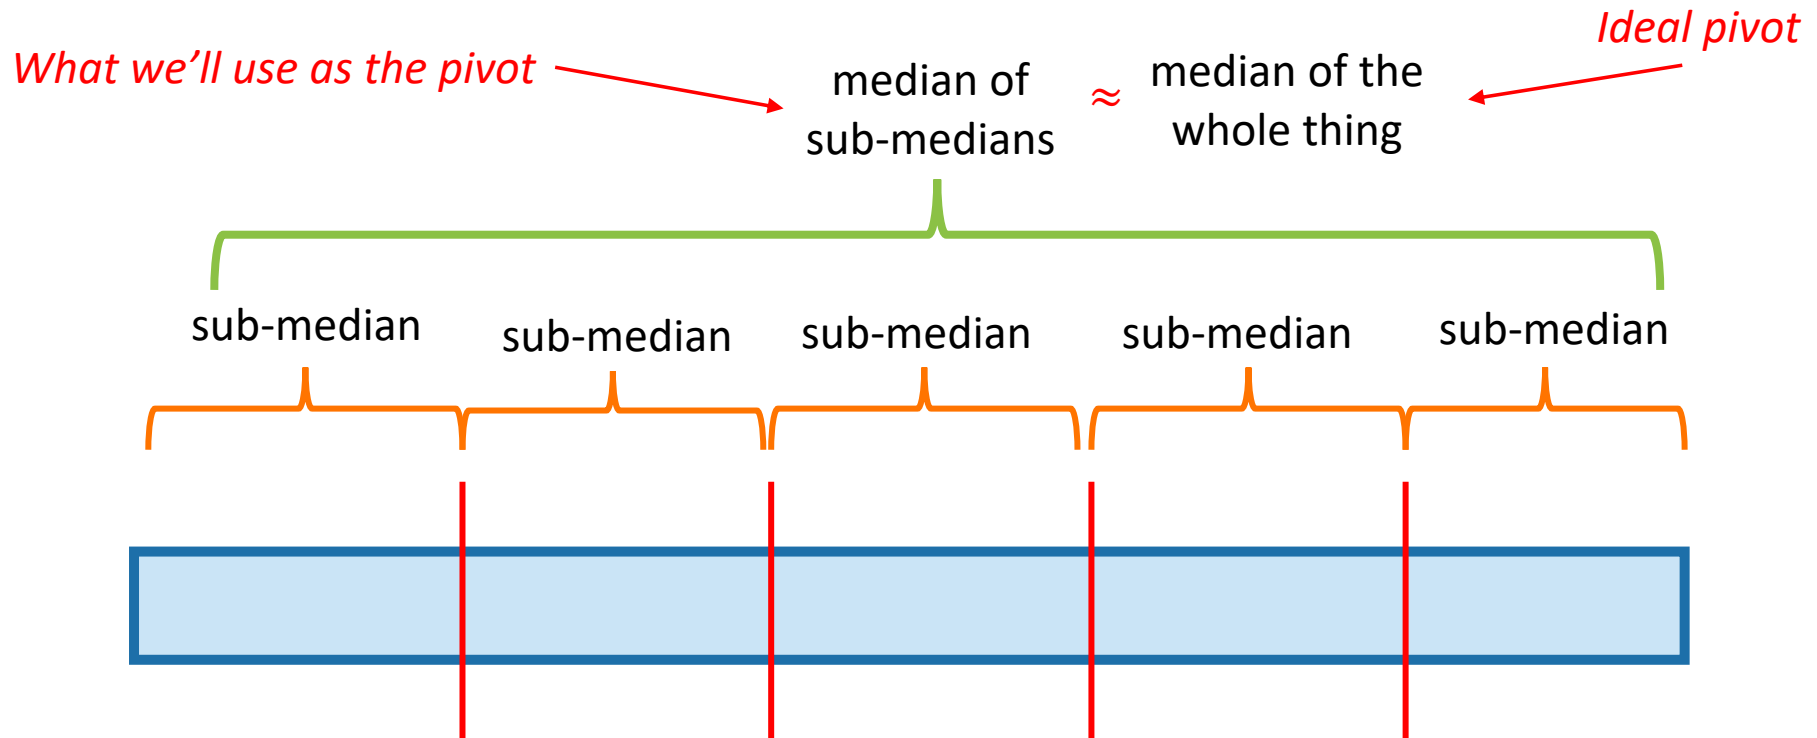 Ideal pivot
What we’ll use as the pivot
median of
sub-medians
≈
median of the
whole thing
sub-median
sub-median
sub-median
sub-median
sub-median